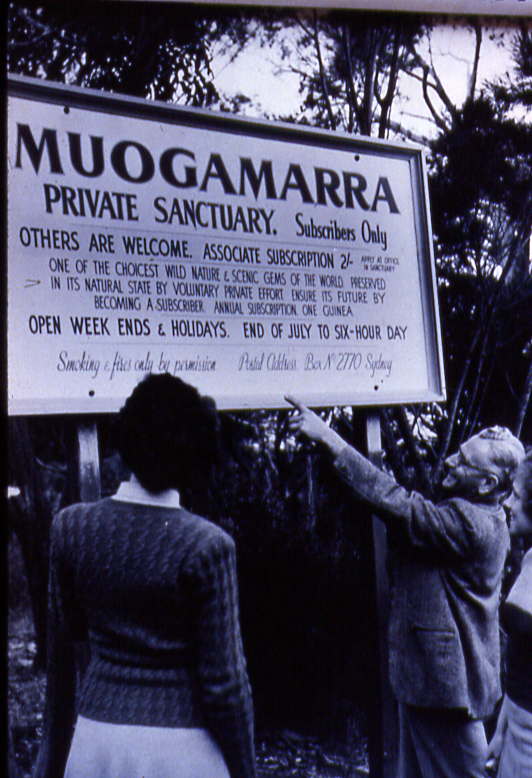 MUOGAMARRA
PRIVATE SANCTUARY. Subscribers Only
OTHERS ARE WELCOME. ASSOCIATE SUBSCRIPTION 2/- APPLY AT OFFICE IN SANCTUARY
ONE OF THE CHOICEST WILD NATURE & SCENIC GEMS OF THE WORLD. PRESERVED
IN ITS NATURAL STATE BY VOLUNTARY PRIVATE EFFORT. ENSURE ITS FUTURE BY
BECOMING A SUBSCRIBER. ANNUAL SUBSCRIPTION, ONE GUINEA.
OPEN WEEK ENDS & HOLIDAYS. END OF JULY TO SIX-HOUR DAY
Smoking & fires only by permission Postal Address. Box No 2770 Sydney